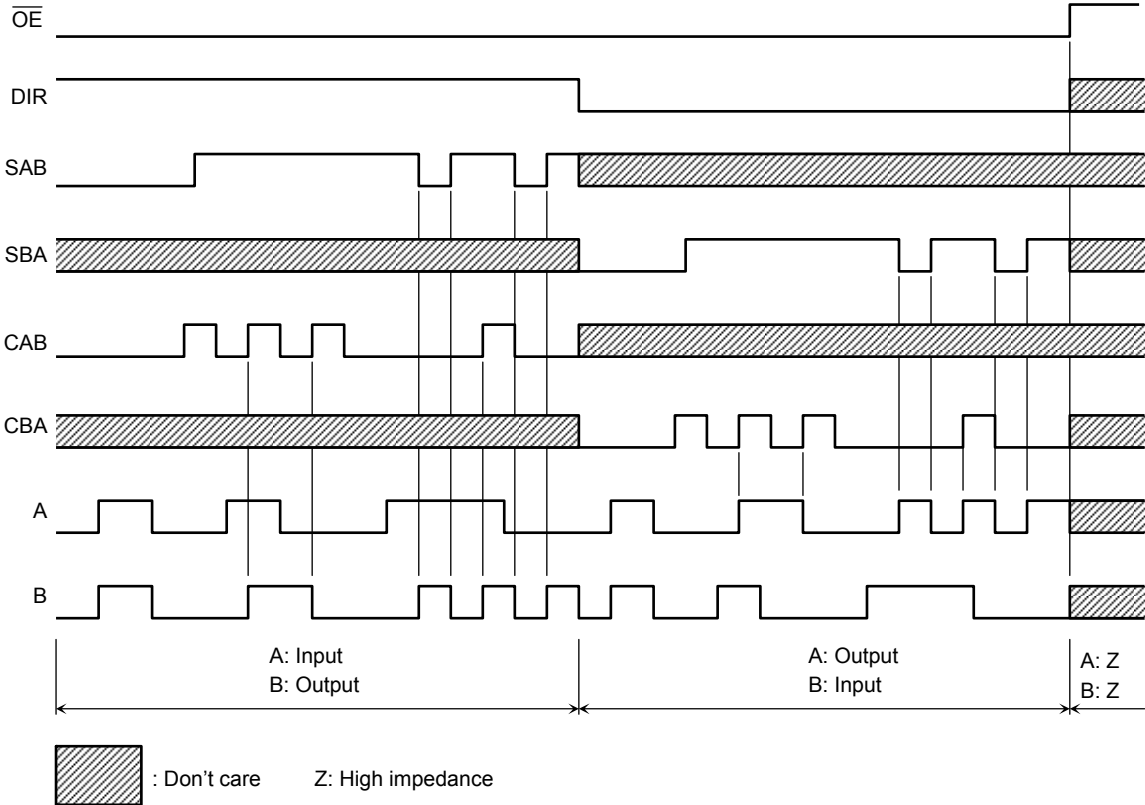 OE
DIR
SAB
SBA
CAB
CBA
A
B
A: Input
B: Output
A: Output
B: Input
A: Z
B: Z
: Don’t care Z: High impedance